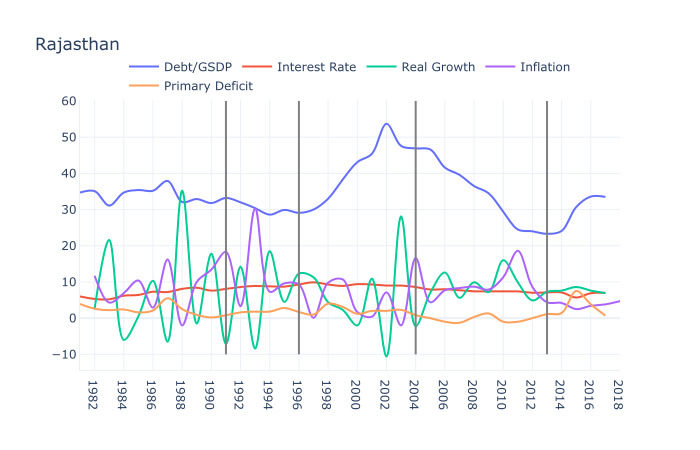 Rajasthan
Debt/GSDP Interest Rate Real Growth Inflation
Primary Deficit
60
50
40
30
20
10
0
−10
1982 1984 1986 1988 1990 1992 1994 1996 1998 2000 2002 2004 2006 2008 2010 2012 2014 2016 2018